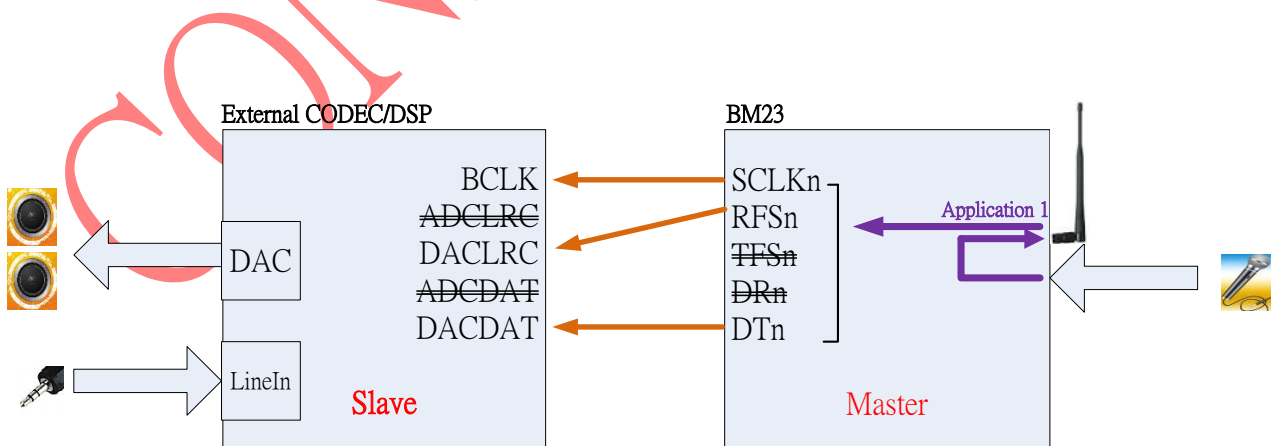 External CODEC/DSP
BM23
BCLK
ADCLRC
DACLRC
ADCDAT
DACDAT
DAC
LineIn
Slave
SCLKn
RFSn
TFSn
DRn
DTn
Application 1
Master
CON